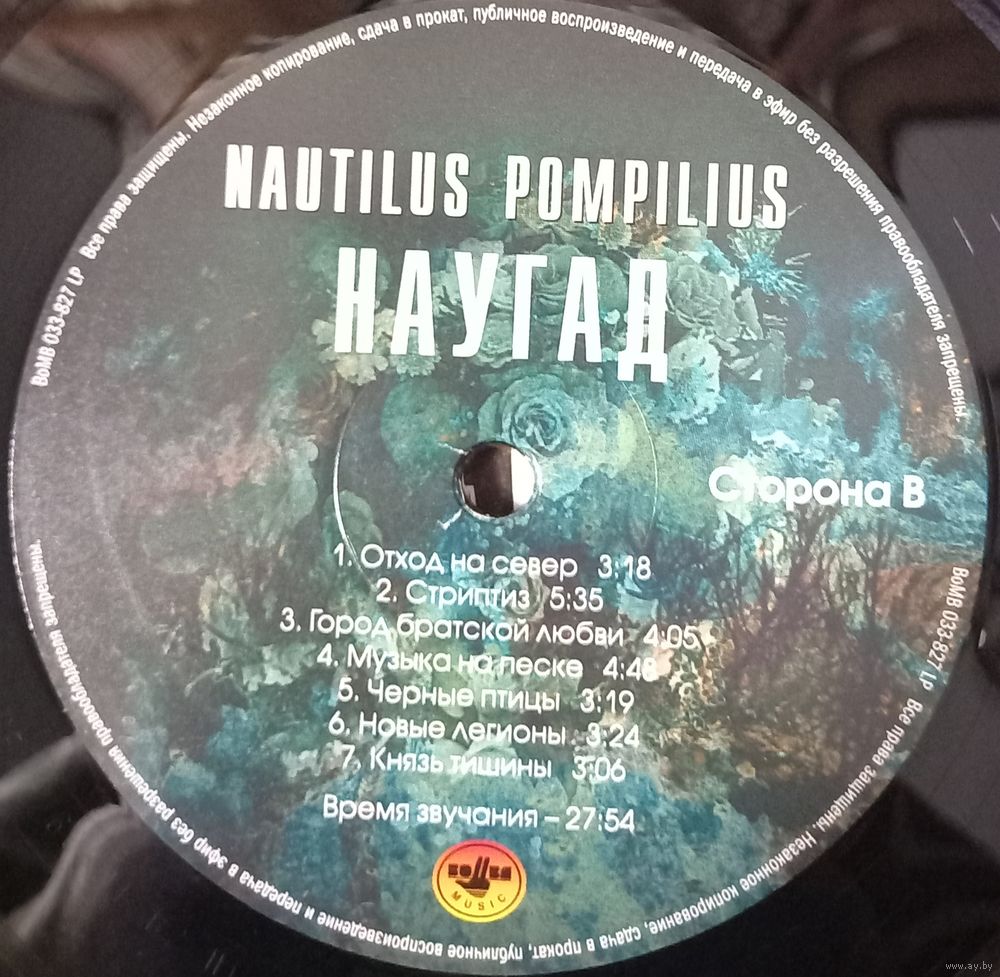 NAUTILUS POMPILIUS
НАУГАД
Сторона В
1. Отход на север 3:18
2. Стриптиз 5:35
3. Город братской любви 4:05
4. Музыка на песке 4:48
5. Черные птицы 3:19
6. Новые легионы 3:24
7. Князь тишины 3:06
Время звучания – 27:54
BOMBA
MUSIC
BoMB 033-827 LP Все права защищены. Незаконное копирование, сдача в прокат, публичное воспроизведение и передача в эфир без разрешения правообладателя запрещены.
BoMB 033-827 LP Все права защищены. Незаконное копирование, сдача в прокат, публичное воспроизведение и передача в эфир без разрешения правообладателя запрещены.
www.ay.by